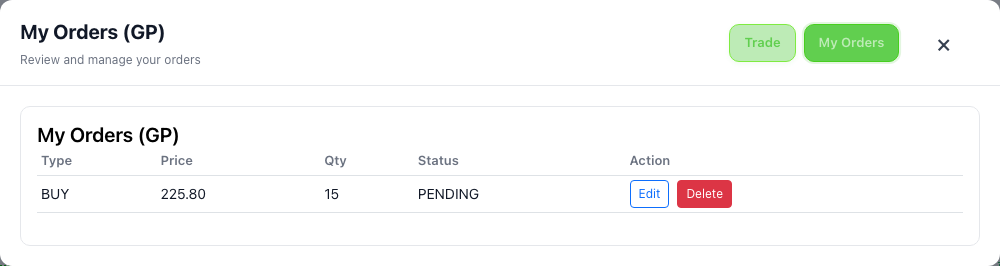 My Orders (GP)
Review and manage your orders
Trade My Orders ×
My Orders (GP)
Type Price Qty Status Action
BUY 225.80 15 PENDING Edit Delete